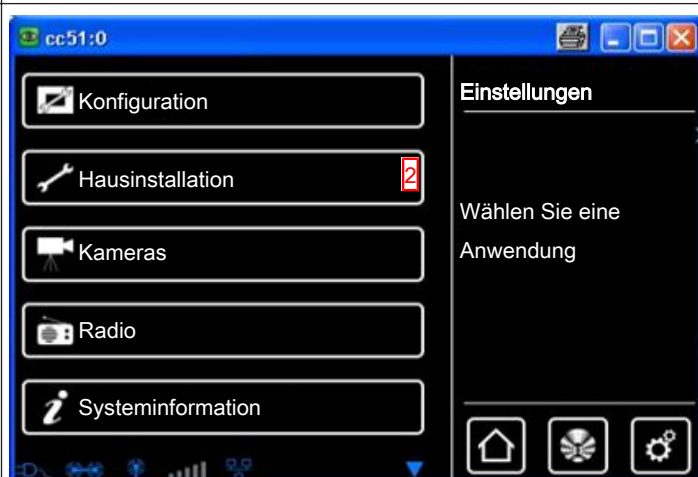 cc51:0
Konfiguration
Hausinstallation 2
Kameras
Radio
Systeminformation
Einstellungen
Wählen Sie eine
Anwendung